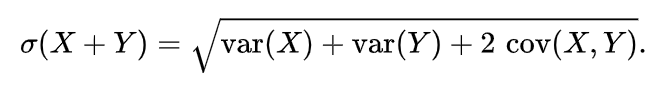 σ(X + Y) = √var(X) + var(Y) + 2 cov(X, Y).